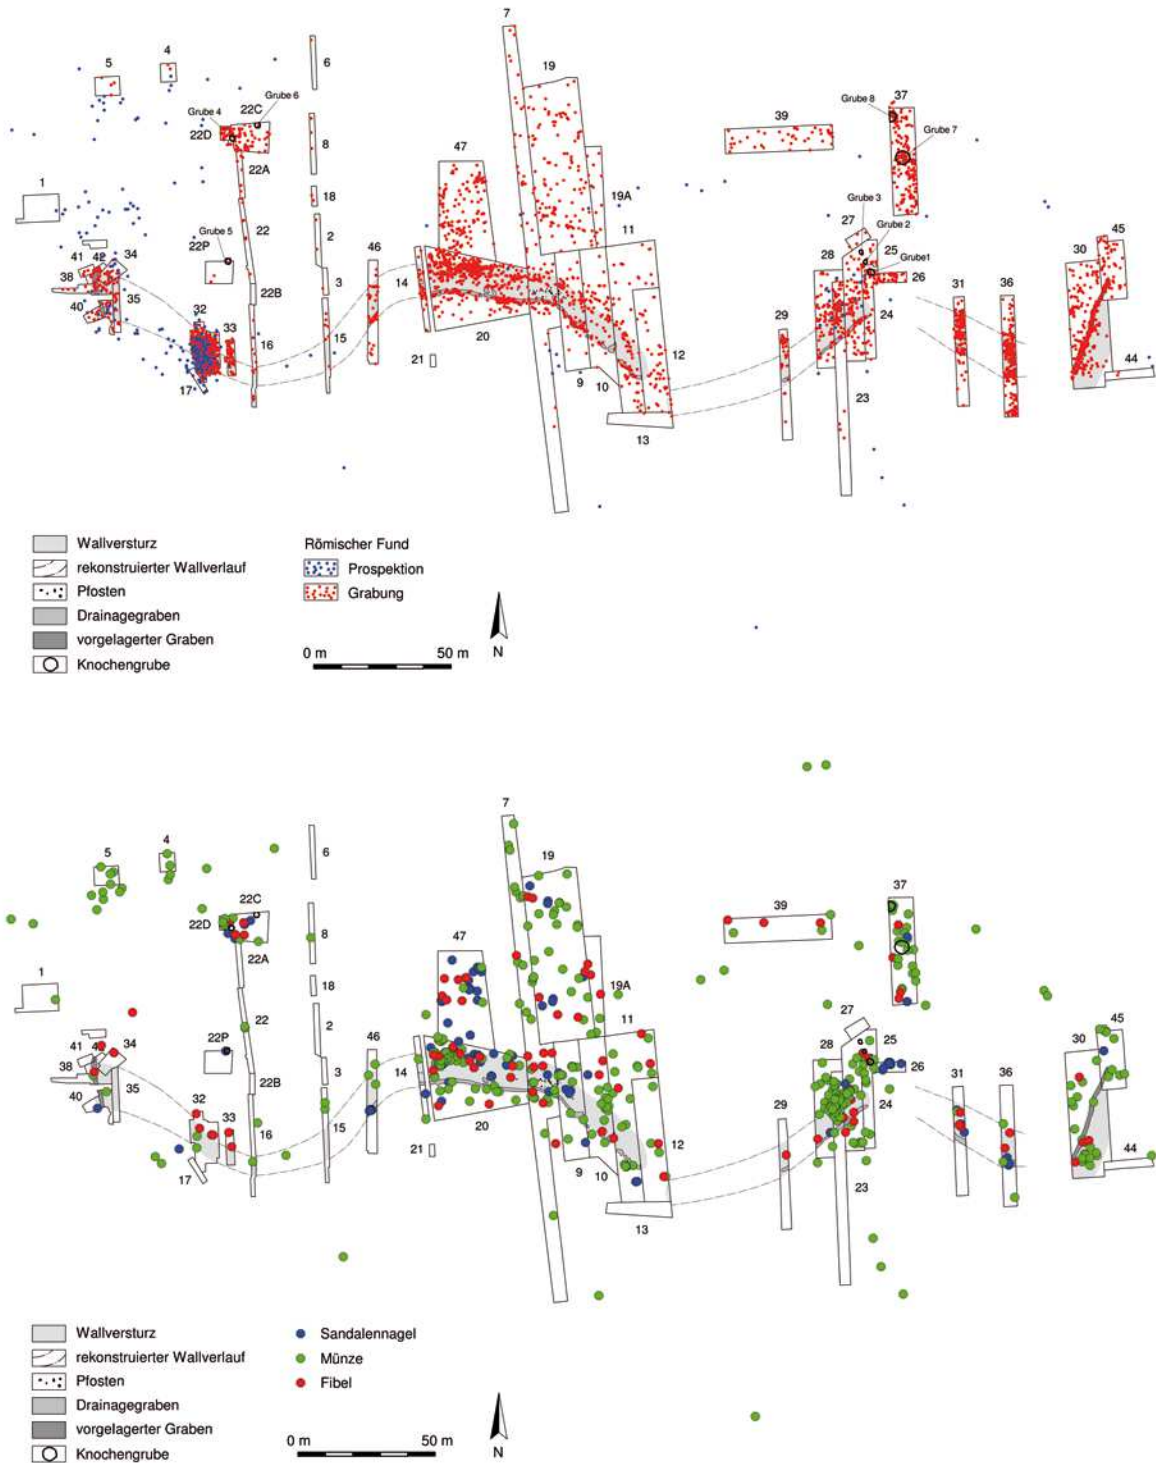 7
19
6
4
5
37
Grube 8
Grube 6
Grube 4
22C
22D
39
8
Grube 7
47
22A
1
18
19A
Grube 3
22
2
Grube 2
27
11
Grube 5
22P
41
42
34
46
28
25
45
30
38
3
14
Grube1
26
35
22B
40
32
33
15
20
29
24
31
36
16
17
21
9
10
12
44
13
23
Wallversturz
rekonstruierter Wallverlauf
Pfosten
Drainagegraben
vorgelagerter Graben
Knochengrube
Römischer Fund
Prospektion
Grabung
0 m
50 m
N
7
6
19
4
5
37
22C
22D
39
8
47
22A
1
18
19A
22
2
27
11
22P
41
34
46
28
25
45
30
38
3
14
26
35
22B
40
31
36
32
33
15
20
29
24
16
17
21
9
10
12
44
23
13
Wallversturz
rekonstruierter Wallverlauf
Pfosten
Drainagegraben
vorgelagerter Graben
Knochengrube
Sandalennagel
Münze
Fibel
0 m
50 m
N